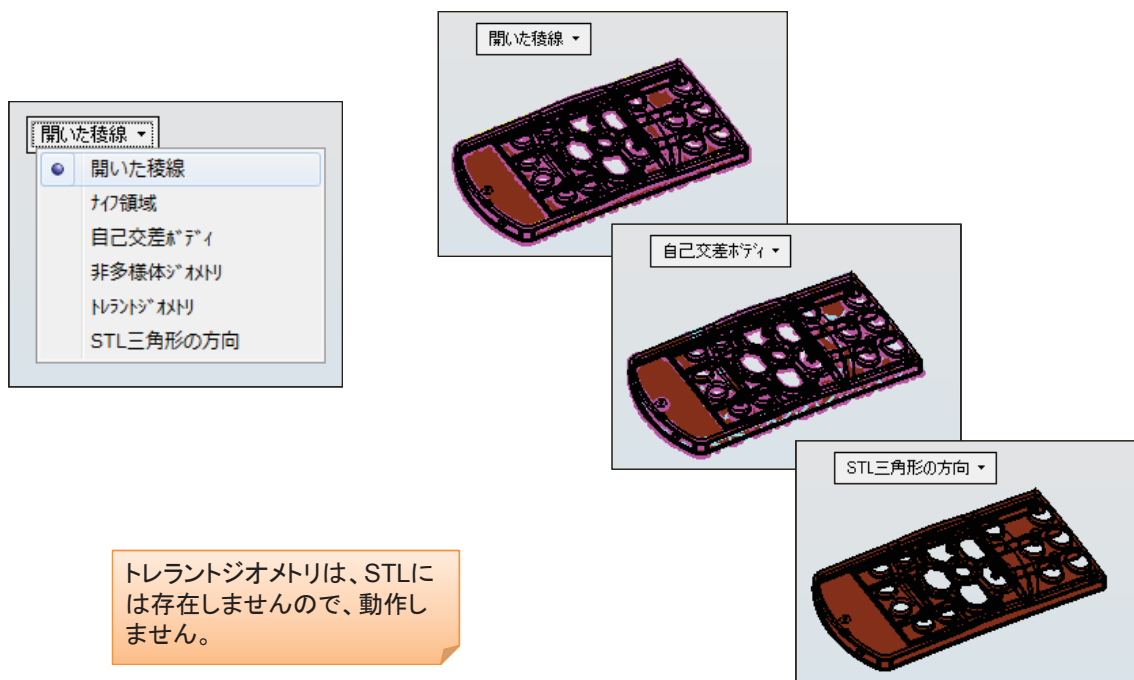 開いた稜線
開いた稜線
開いた稜線
ﾅｲﾌ領域
自己交差ﾎﾞﾃﾞｨ
非多様体ｼﾞｵﾒﾄﾘ
ﾄﾚﾗﾝﾄｼﾞｵﾒﾄﾘ
STL三角形の方向
自己交差ﾎﾞﾃﾞｨ
STL三角形の方向
トレラントジオメトリは、STLに
は存在しませんので、動作し
ません。